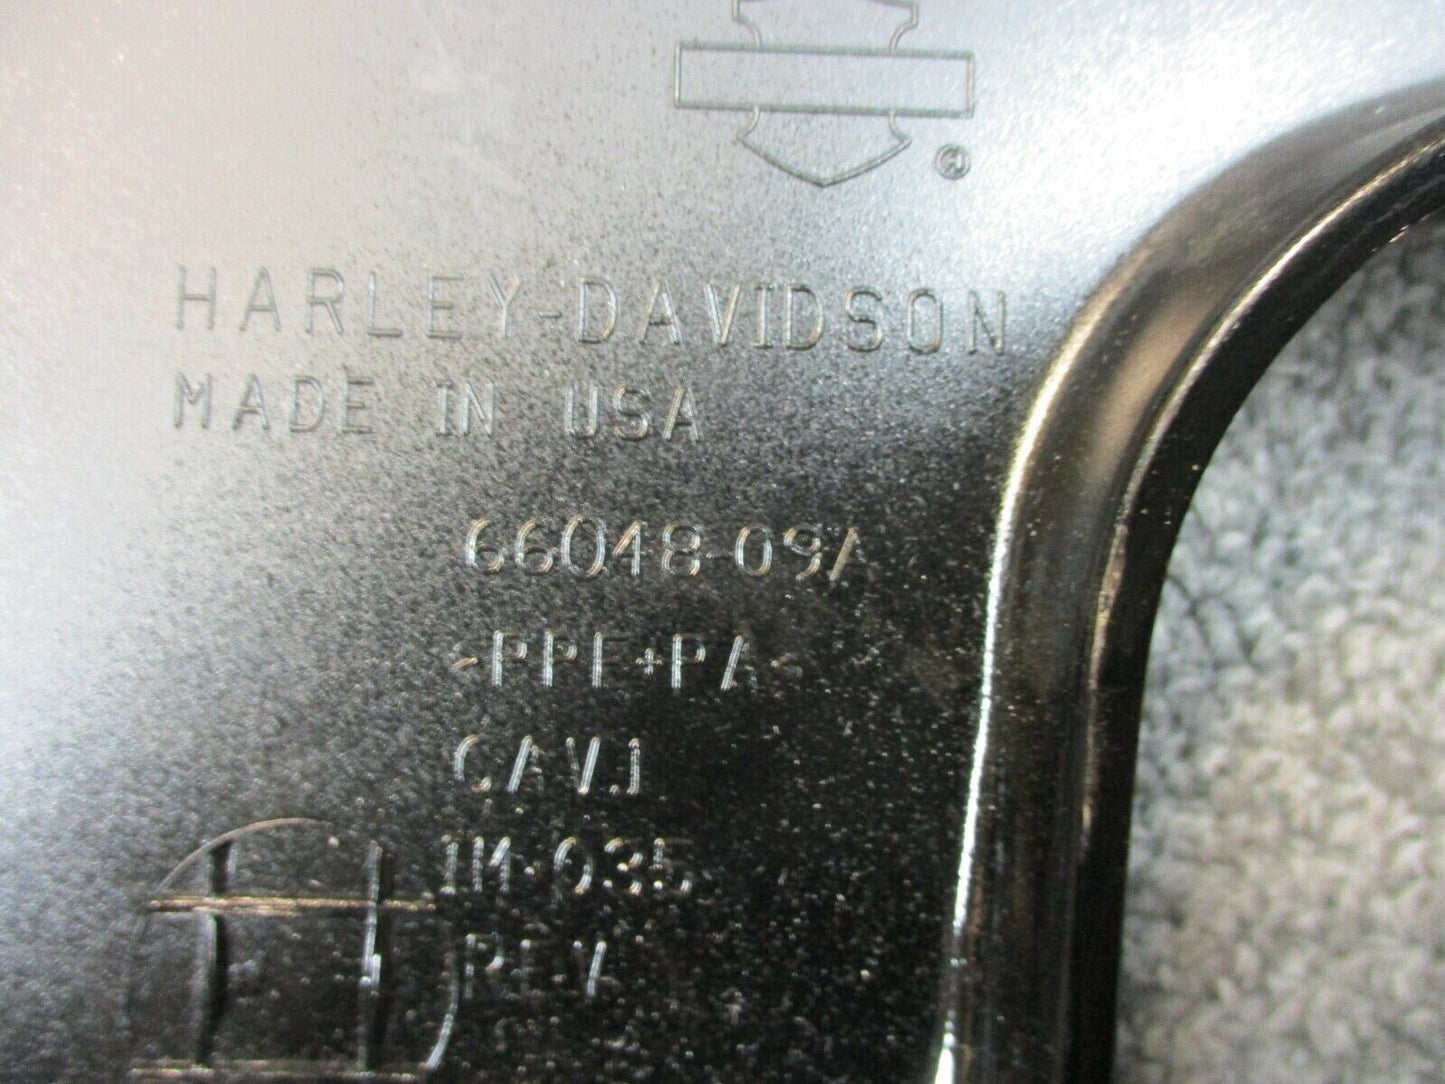 ®
HARLEY-DAVIDSON
MADE IN USA
66048-09A
>PPE+PA<
CAV.1
1M-035
REV